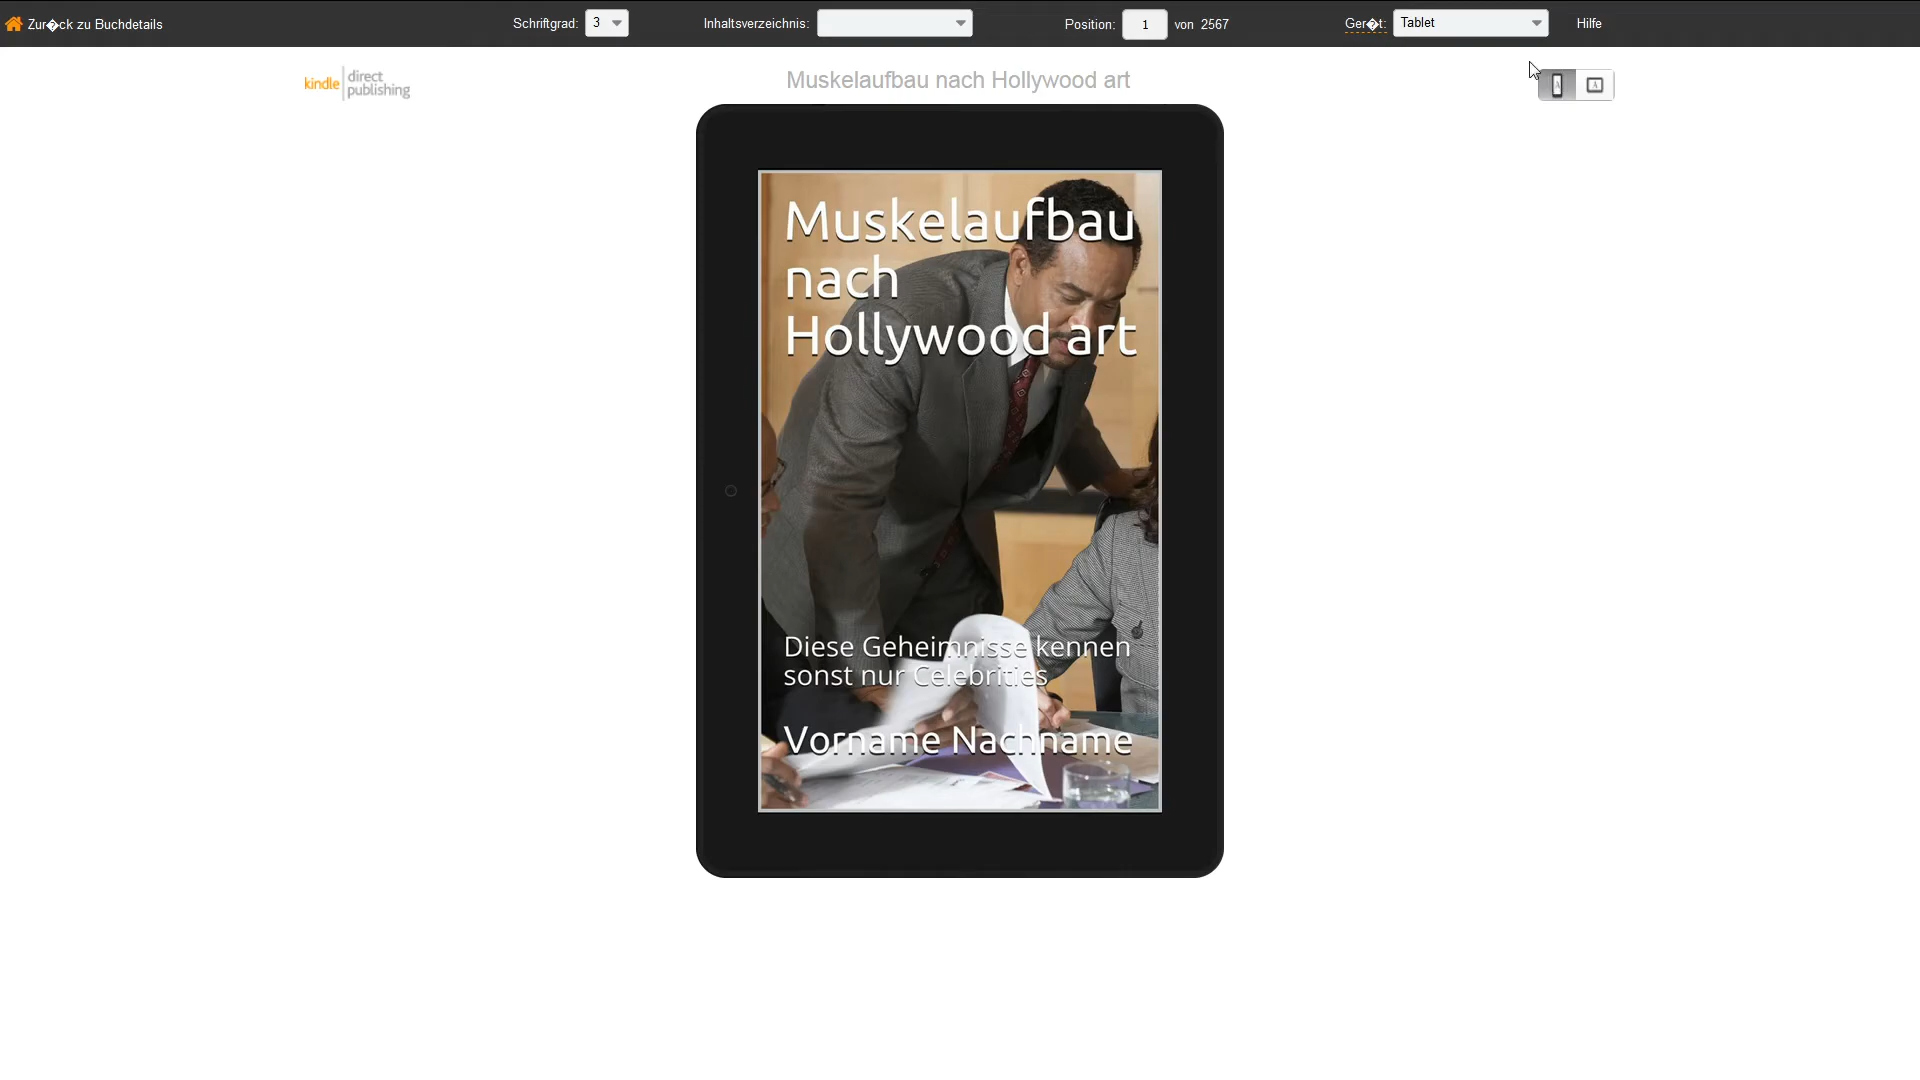 Zur�ck zu Buchdetails
Schriftgrad: 3
Inhaltsverzeichnis:
Position: 1 von 2567
Ger�t: Tablet
Hilfe
kindle direct publishing
Muskelaufbau nach Hollywood art
Muskelaufbau
nach
Hollywood art
Diese Geheimnisse kennen
sonst nur Celebrities
Vorname Nachname